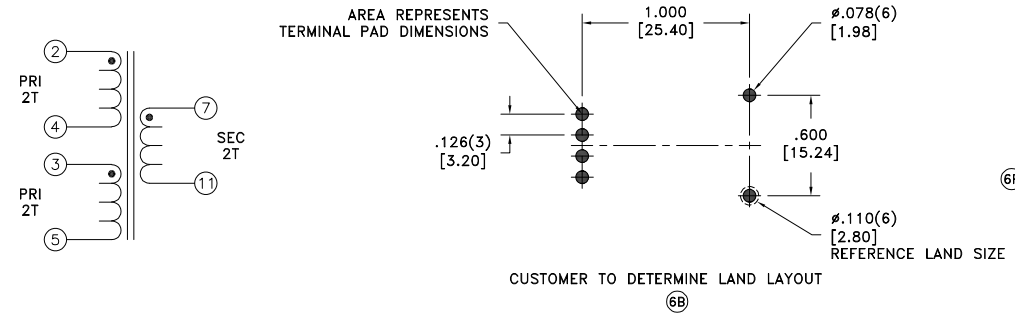 2
PRI
2T
4
3
PRI
2T
5
7
SEC
2T
11
AREA REPRESENTS
TERMINAL PAD DIMENSIONS
1.000
[25.40]
ø.078(6)
[1.98]
.126(3)
[3.20]
.600
[15.24]
ø.110(6)
[2.80]
REFERENCE LAND SIZE
CUSTOMER TO DETERMINE LAND LAYOUT
6B